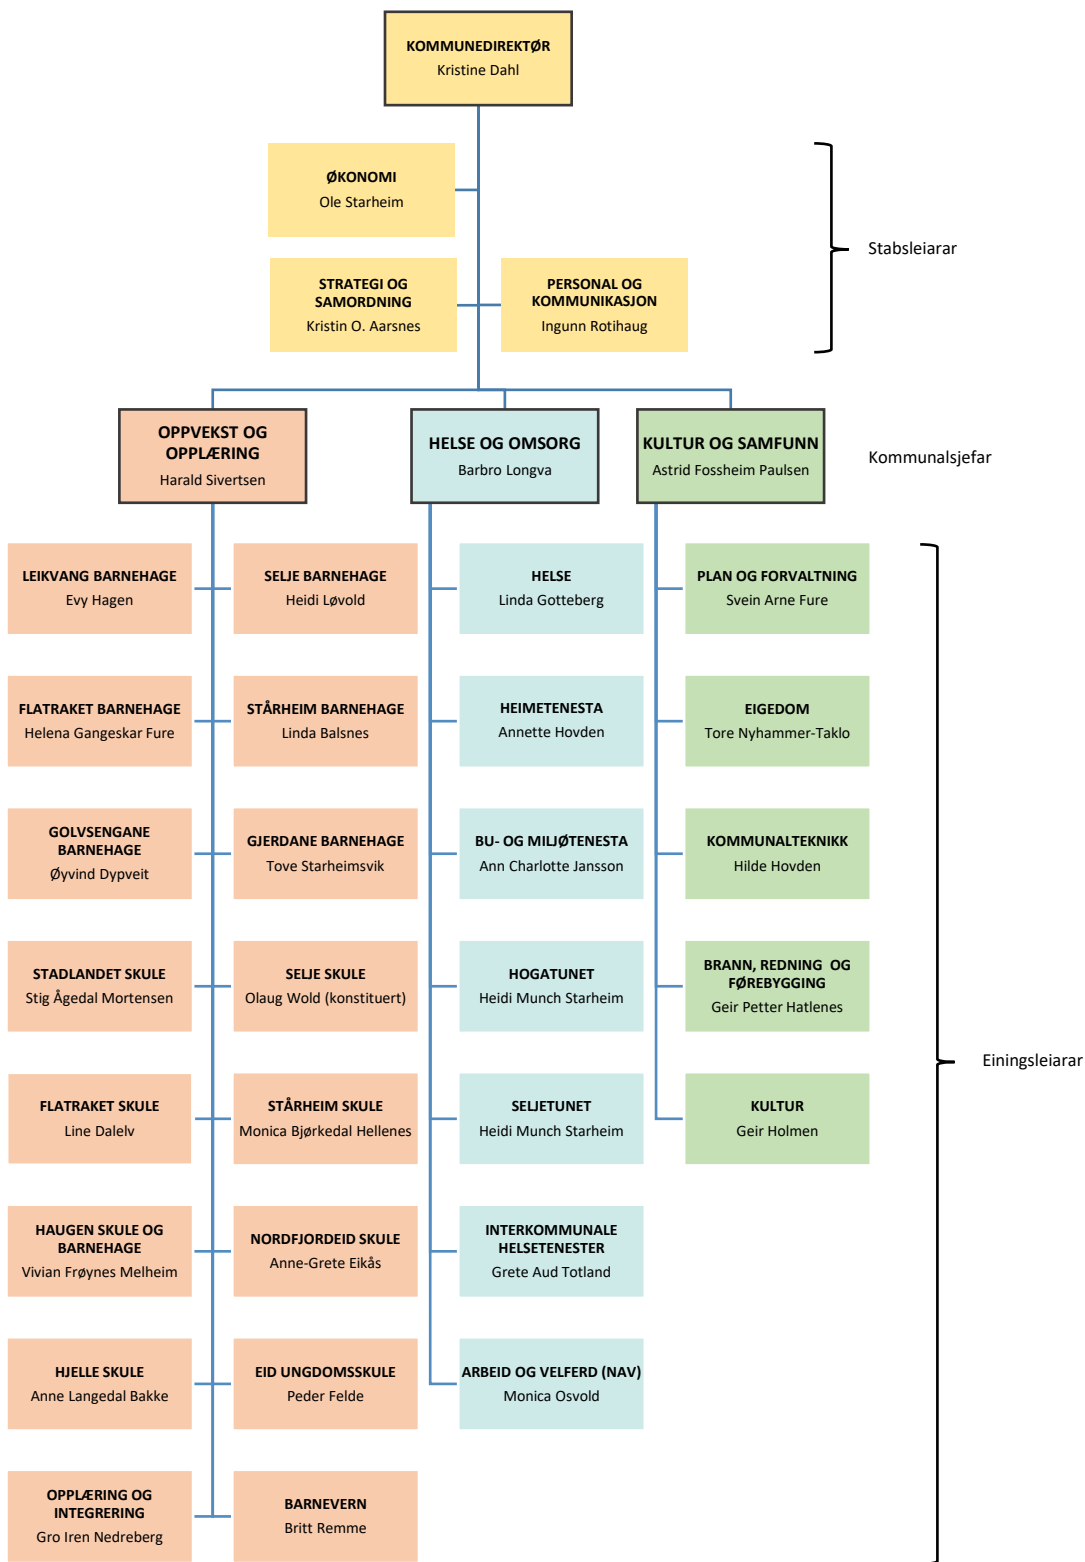 KOMMUNEDIREKTØR
Kristine Dahl
ØKONOMI
Ole Starheim
Stabsleiarar
STRATEGI OG
SAMORDNING
Kristin O. Aarsnes
PERSONAL OG
KOMMUNIKASJON
Ingunn Rotihaug
OPPVEKST OG
OPPLÆRING
Harald Sivertsen
HELSE OG OMSORG
Barbro Longva
KULTUR OG SAMFUNN
Astrid Fossheim Paulsen
Kommunalsjefar
LEIKVANG BARNEHAGE
Evy Hagen
SELJE BARNEHAGE
Heidi Løvold
HELSE
Linda Gotteberg
PLAN OG FORVALTNING
Svein Arne Fure
FLATRAKET BARNEHAGE
Helena Gangeskar Fure
STÅRHEIM BARNEHAGE
Linda Balsnes
HEIMETENESTA
Annette Hovden
EIGEDOM
Tore Nyhammer-Taklo
GOLVSENGANE
BARNEHAGE
Øyvind Dypveit
GJERDANE BARNEHAGE
Tove Starheimsvik
BU- OG MILJØTENESTA
Ann Charlotte Jansson
KOMMUNALTEKNIKK
Hilde Hovden
STADLANDET SKULE
Stig Ågedal Mortensen
SELJE SKULE
Olaug Wold (konstituert)
HOGATUNET
Heidi Munch Starheim
BRANN, REDNING  OG
FØREBYGGING
Geir Petter Hatlenes
Einingsleiarar
FLATRAKET SKULE
Line Dalelv
STÅRHEIM SKULE
Monica Bjørkedal Hellenes
SELJETUNET
Heidi Munch Starheim
KULTUR
Geir Holmen
HAUGEN SKULE OG
BARNEHAGE
Vivian Frøynes Melheim
NORDFJORDEID SKULE
Anne-Grete Eikås
INTERKOMMUNALE
HELSETENESTER
Grete Aud Totland
HJELLE SKULE
Anne Langedal Bakke
EID UNGDOMSSKULE
Peder Felde
ARBEID OG VELFERD (NAV)
Monica Osvold
OPPLÆRING OG
INTEGRERING
Gro Iren Nedreberg
BARNEVERN
Britt Remme